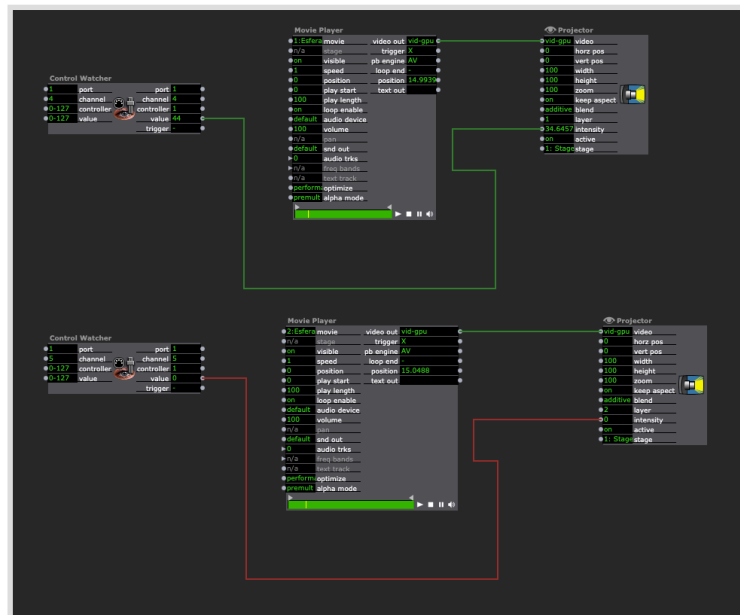 Control Watcher
1 port port 1
4 channel channel 4
0-127 controller controller 1
0-127 value value 44
trigger -
Movie Player
1:Esfera movie video out vid-gpu
n/a stage trigger X
on visible pb engine AV
1 speed loop end -
0 position position 14.9939
0 play start text out
100 play length
on loop enable
default audio device
100 volume
n/a pan
default snd out
0 audio trks
n/a freq bands
n/a text track
performa optimize
premult alpha mode
Projector
vid-gpu video
0 horz pos
0 vert pos
100 width
100 height
100 zoom
on keep aspect
additive blend
1 layer
34.6457 intensity
on active
1: Stage stage
Control Watcher
1 port port 1
5 channel channel 5
0-127 controller controller 1
0-127 value value 0
trigger -
Movie Player
2:Esfera movie video out vid-gpu
n/a stage trigger X
on visible pb engine AV
1 speed loop end -
0 position position 15.0488
0 play start text out
100 play length
on loop enable
default audio device
100 volume
n/a pan
default snd out
0 audio trks
n/a freq bands
n/a text track
performa optimize
premult alpha mode
Projector
vid-gpu video
0 horz pos
0 vert pos
100 width
100 height
100 zoom
on keep aspect
additive blend
2 layer
0 intensity
on active
1: Stage stage